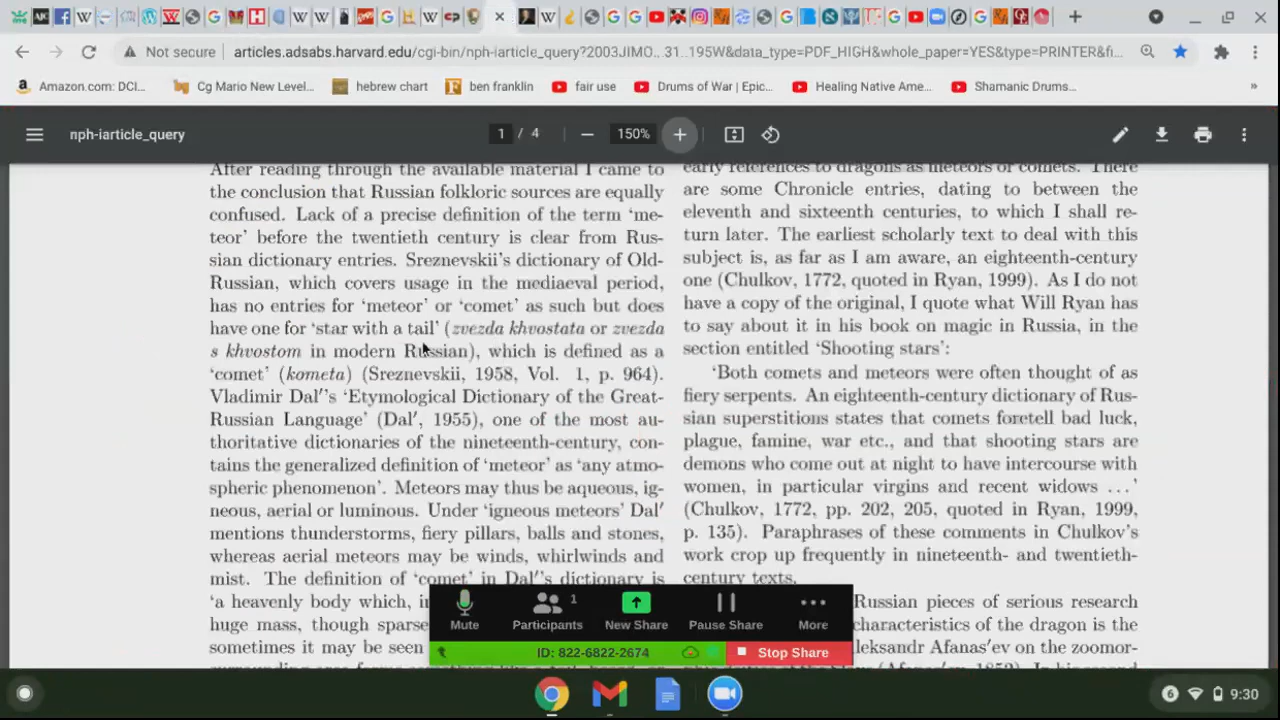 Not secure
articles.adsabs.harvard.edu/cgi-bin/nph-iarticle_query?2003JIMO...31..195W&data_type=PDF_HIGH&whole_paper=YES&type=PRINTER&fi...
Amazon.com: DCI...
Cg Mario New Level...
hebrew chart
ben franklin
fair use
Drums of War | Epic...
Healing Native Ame...
Shamanic Drums...
»
nph-iarticle_query
1 / 4
150%
After reading through the available material I came to
the conclusion that Russian folkloric sources are equally
confused. Lack of a precise definition of the term ‘me-
teor’ before the twentieth century is clear from Rus-
sian dictionary entries. Sreznevskii’s dictionary of Old-
Russian, which covers usage in the mediaeval period,
has no entries for ‘meteor’ or ‘comet’ as such but does
have one for ‘star with a tail’ (zvezda khvostata or zvezda
s khvostom in modern Russian), which is defined as a
‘comet’ (kometa) (Sreznevskii, 1958, Vol. 1, p. 964).
Vladimir Dal′’s ‘Etymological Dictionary of the Great-
Russian Language’ (Dal′, 1955), one of the most au-
thoritative dictionaries of the nineteenth-century, con-
tains the generalized definition of ‘meteor’ as ‘any atmo-
spheric phenomenon’. Meteors may thus be aqueous, ig-
neous, aerial or luminous. Under ‘igneous meteors’ Dal′
mentions thunderstorms, fiery pillars, balls and stones,
whereas aerial meteors may be winds, whirlwinds and
mist. The definition of ‘comet’ in Dal′’s dictionary is
‘a heavenly body which, i
huge mass, though sparse
sometimes it may be seen
early references to dragons as meteors or comets. There
are some Chronicle entries, dating to between the
eleventh and sixteenth centuries, to which I shall re-
turn later. The earliest scholarly text to deal with this
subject is, as far as I am aware, an eighteenth-century
one (Chulkov, 1772, quoted in Ryan, 1999). As I do not
have a copy of the original, I quote what Will Ryan has
to say about it in his book on magic in Russia, in the
section entitled ‘Shooting stars’:
‘Both comets and meteors were often thought of as
fiery serpents. An eighteenth-century dictionary of Rus-
sian superstitions states that comets foretell bad luck,
plague, famine, war etc., and that shooting stars are
demons who come out at night to have intercourse with
women, in particular virgins and recent widows ...’
(Chulkov, 1772, pp. 202, 205, quoted in Ryan, 1999,
p. 135). Paraphrases of these comments in Chulkov’s
work crop up frequently in nineteenth- and twentieth-
century texts.
Russian pieces of serious research
characteristics of the dragon is the
leksandr Afanas′ev on the zoomor-
Mute
Participants
1
New Share
Pause Share
More
ID: 822-6822-2674
Stop Share
6
9:30